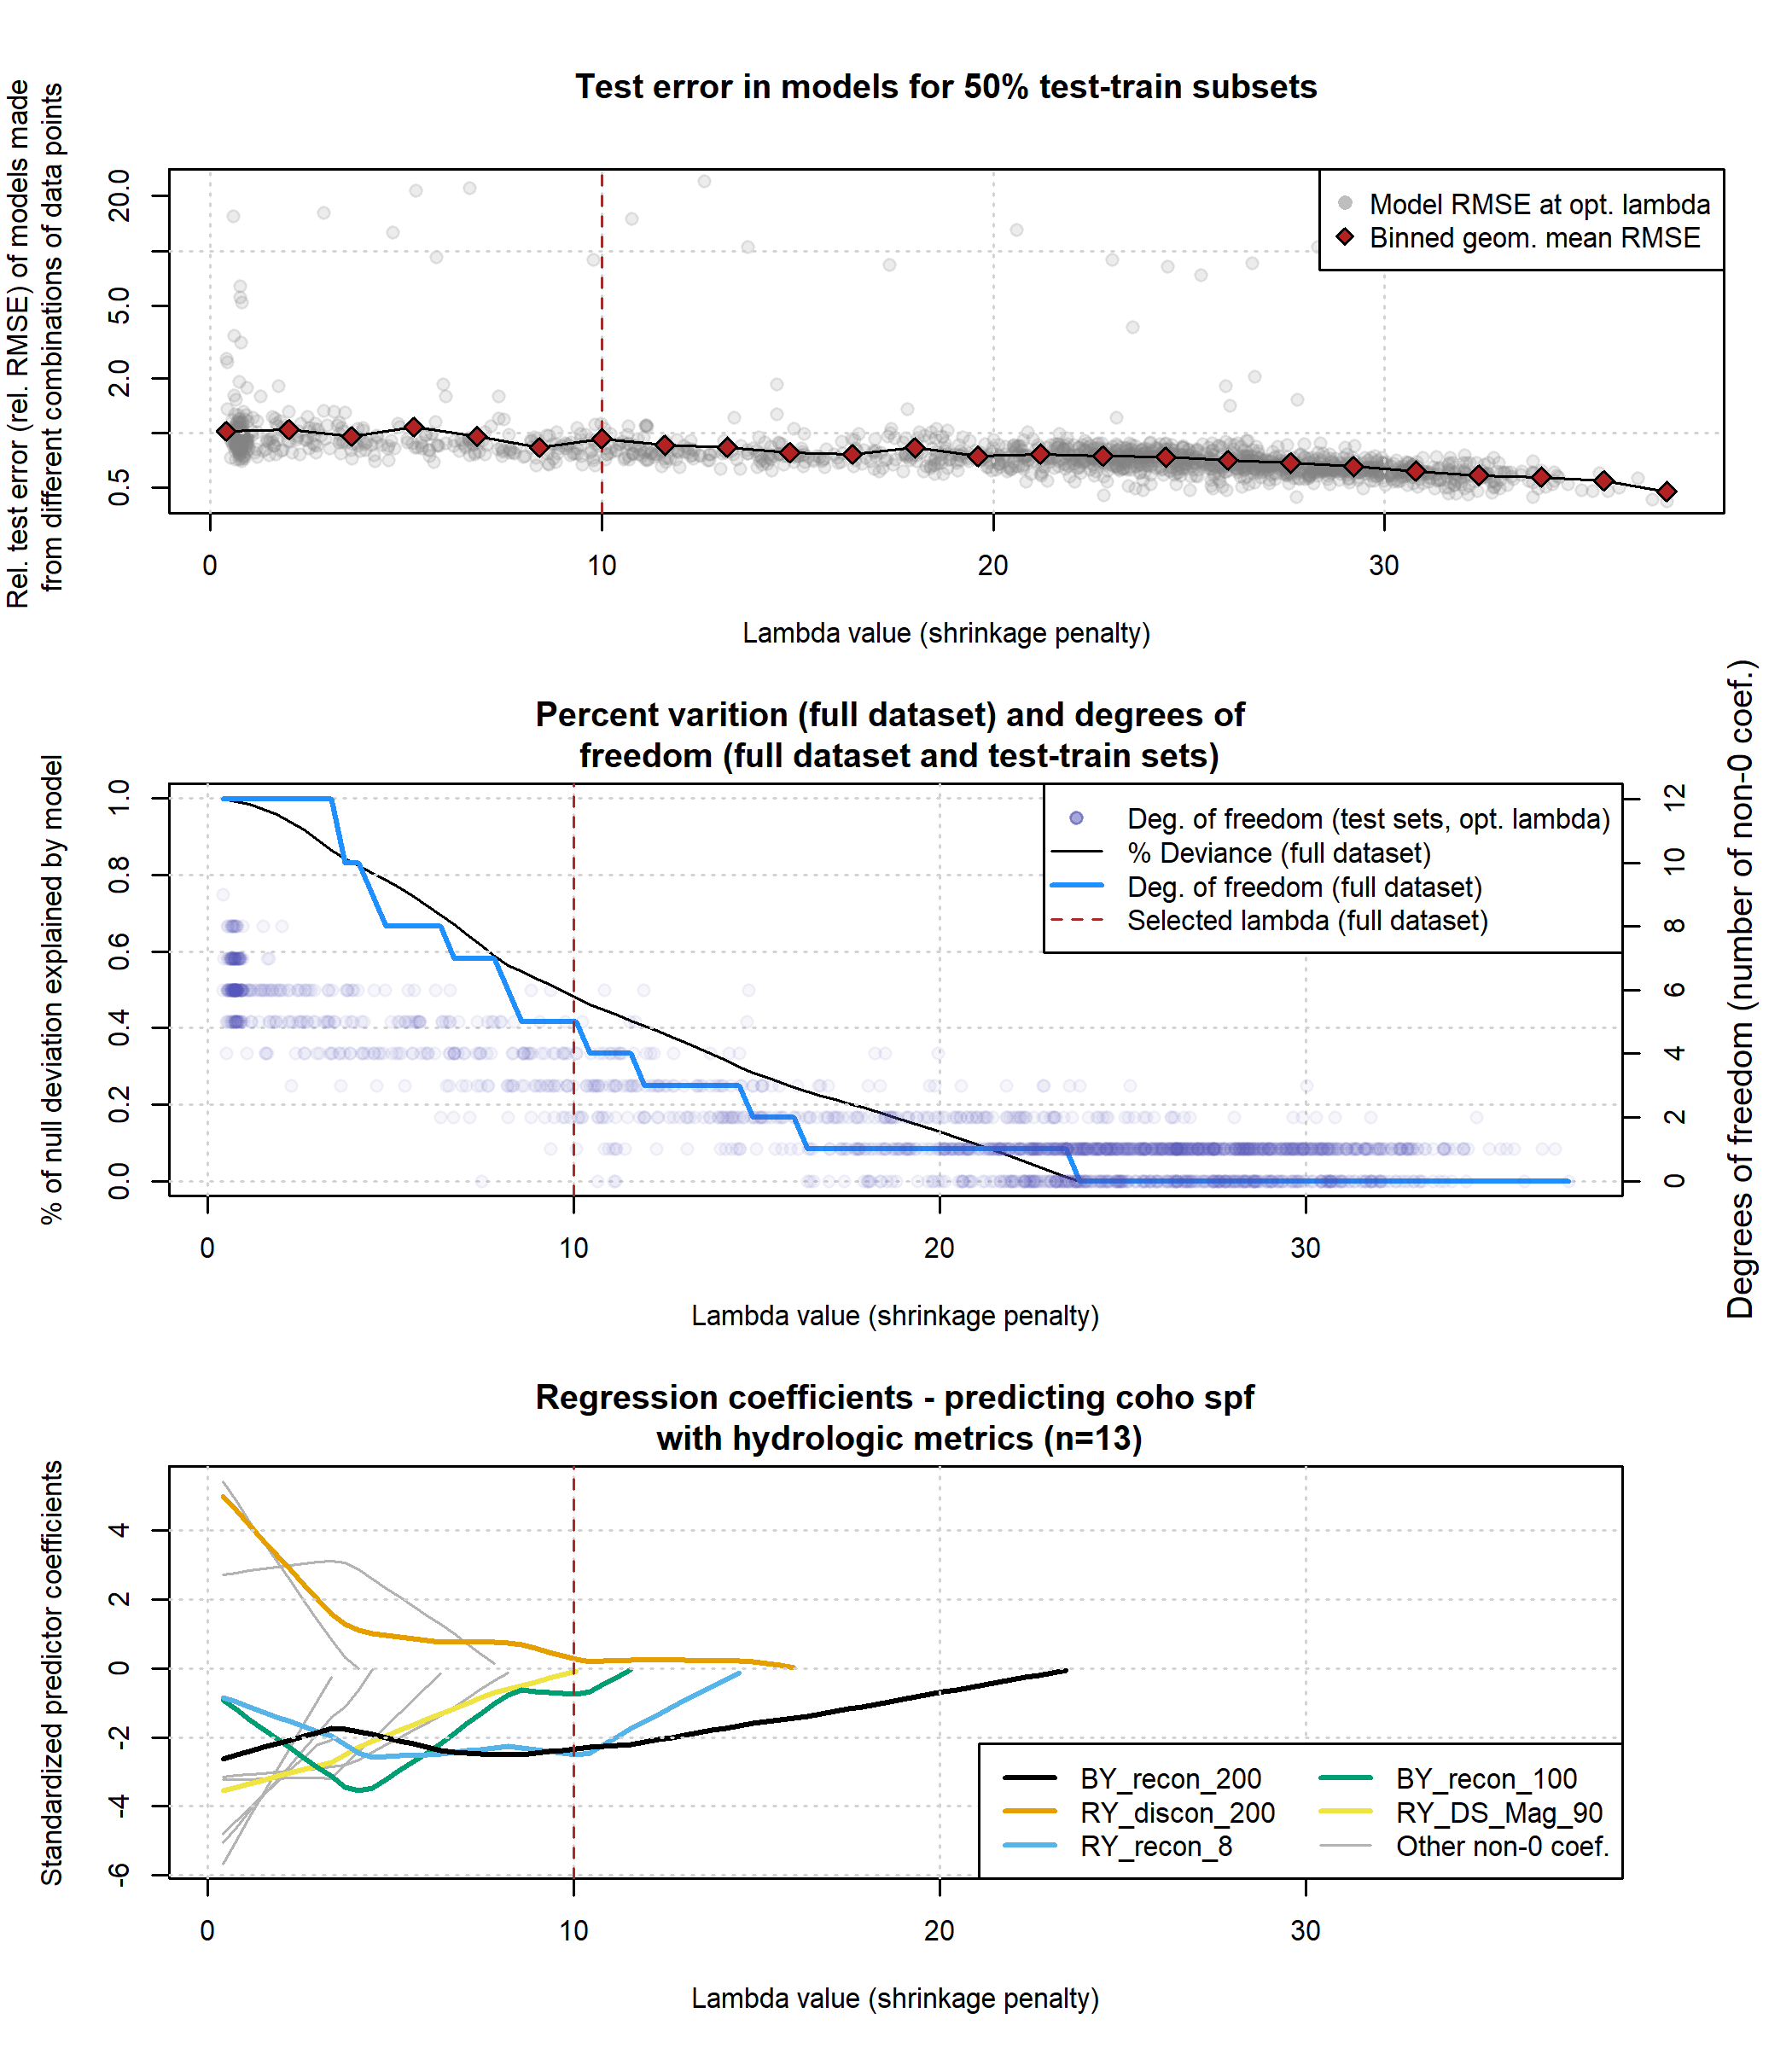 Test error in models for 50% test-train subsets
Rel. test error (rel. RMSE) of models made
from different combinations of data points
20.0
5.0
2.0
0.5
Model RMSE at opt. lambda
Binned geom. mean RMSE
0 10 20 30
Lambda value (shrinkage penalty)
Percent varition (full dataset) and degrees of
freedom (full dataset and test-train sets)
% of null deviation explained by model
1.0
0.8
0.6
0.4
0.2
0.0
Deg. of freedom (test sets, opt. lambda)
% Deviance (full dataset)
Deg. of freedom (full dataset)
Selected lambda (full dataset)
12
10
8
6
4
2
0
Degrees of freedom (number of non-0 coef.)
0 10 20 30
Lambda value (shrinkage penalty)
Regression coefficients - predicting coho spf
with hydrologic metrics (n=13)
Standardized predictor coefficients
4
2
0
-2
-4
-6
BY_recon_200 BY_recon_100
RY_discon_200 RY_DS_Mag_90
RY_recon_8 Other non-0 coef.
0 10 20 30
Lambda value (shrinkage penalty)